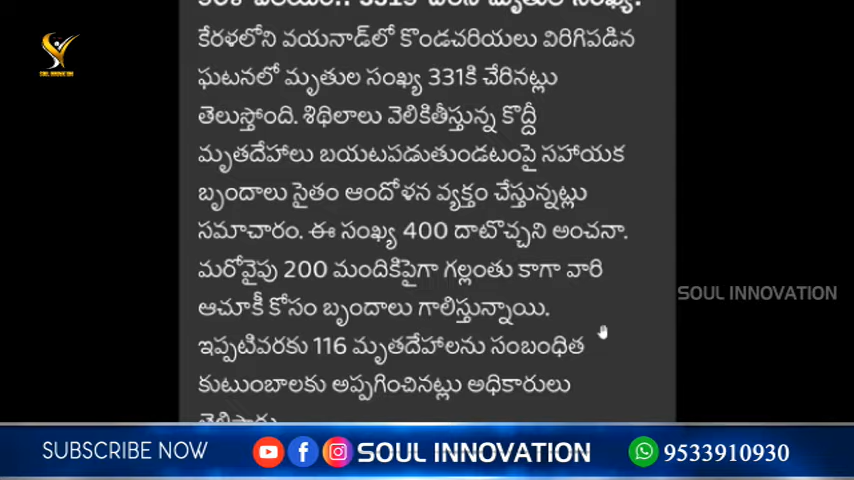 కేరళలోని వయనాడ్‌లో కొండచరియలు విరిగిపడిన
ఘటనలో మృతుల సంఖ్య 331కి చేరినట్లు
తెలుస్తోంది. శిథిలాలు వెలికితీస్తున్న కొద్దీ
మృతదేహాలు బయటపడుతుండటంపై సహాయక
బృందాలు సైతం ఆందోళన వ్యక్తం చేస్తున్నట్లు
సమాచారం. ఈ సంఖ్య 400 దాటొచ్చని అంచనా.
మరోవైపు 200 మందికిపైగా గల్లంతు కాగా వారి
ఆచూకీ కోసం బృందాలు గాలిస్తున్నాయి.
ఇప్పటివరకు 116 మృతదేహాలను సంబంధిత
కుటుంబాలకు అప్పగించినట్లు అధికారులు
SOUL INNOVATION
SOUL INNOVATION
SUBSCRIBE NOW SOUL INNOVATION 9533910930